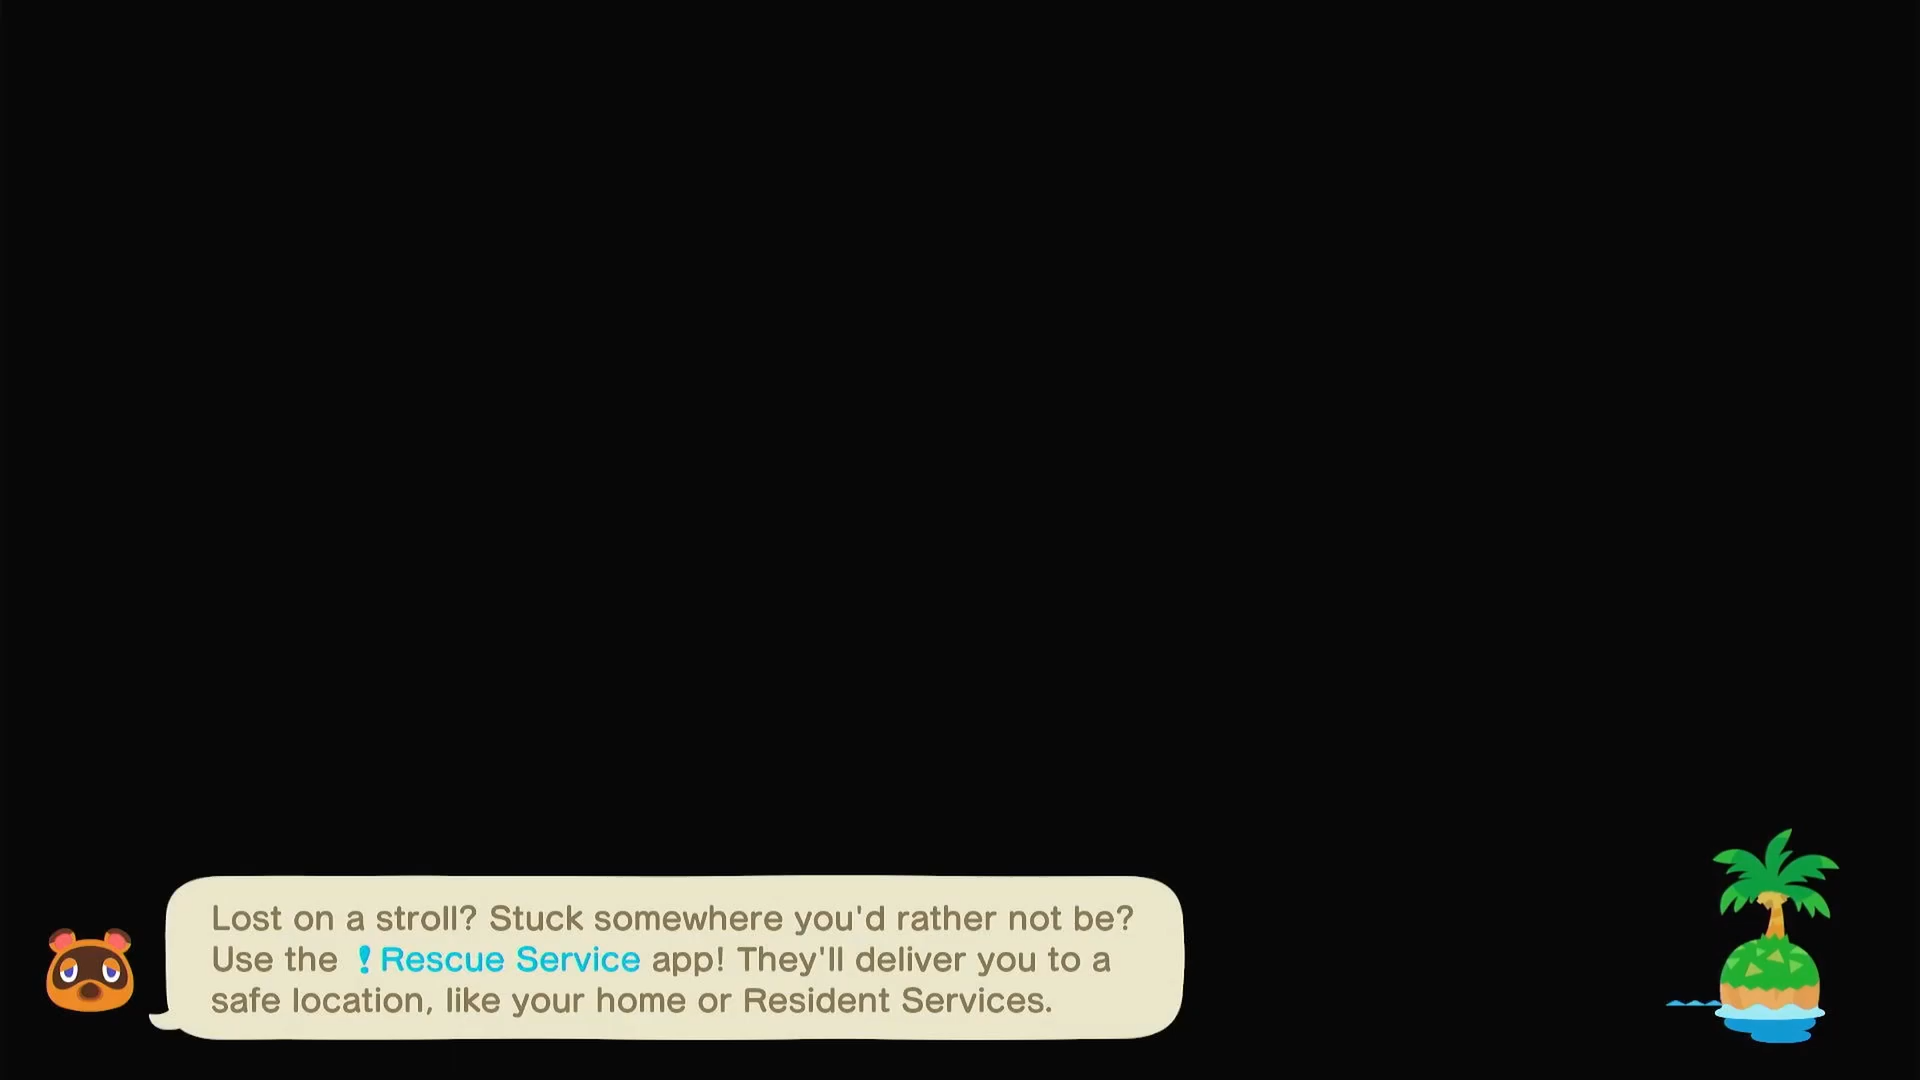 Lost on a stroll? Stuck somewhere you'd rather not be?
Use the ! Rescue Service app! They'll deliver you to a
safe location, like your home or Resident Services.